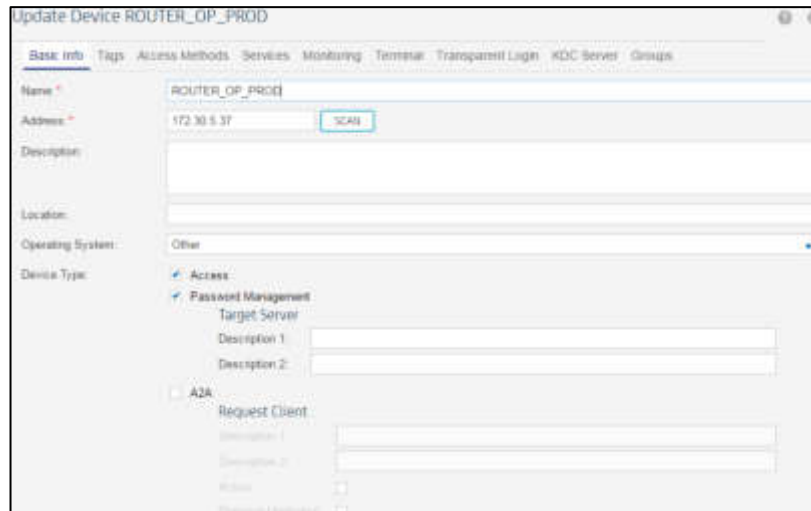 Update Device ROUTER_OP_PROD
Basic Info Tags Access Methods Services Monitoring Terminal Transparent Login KDC Server Groups
Name: *
ROUTER_OP_PROD
Address: *
172.30.5.37 SCAN
Description:
Location:
Operating System: Other
Device Type: Access
Password Management
Target Server
Description 1:
Description 2:
A2A
Request Client
Description 1:
Description 2:
Active: